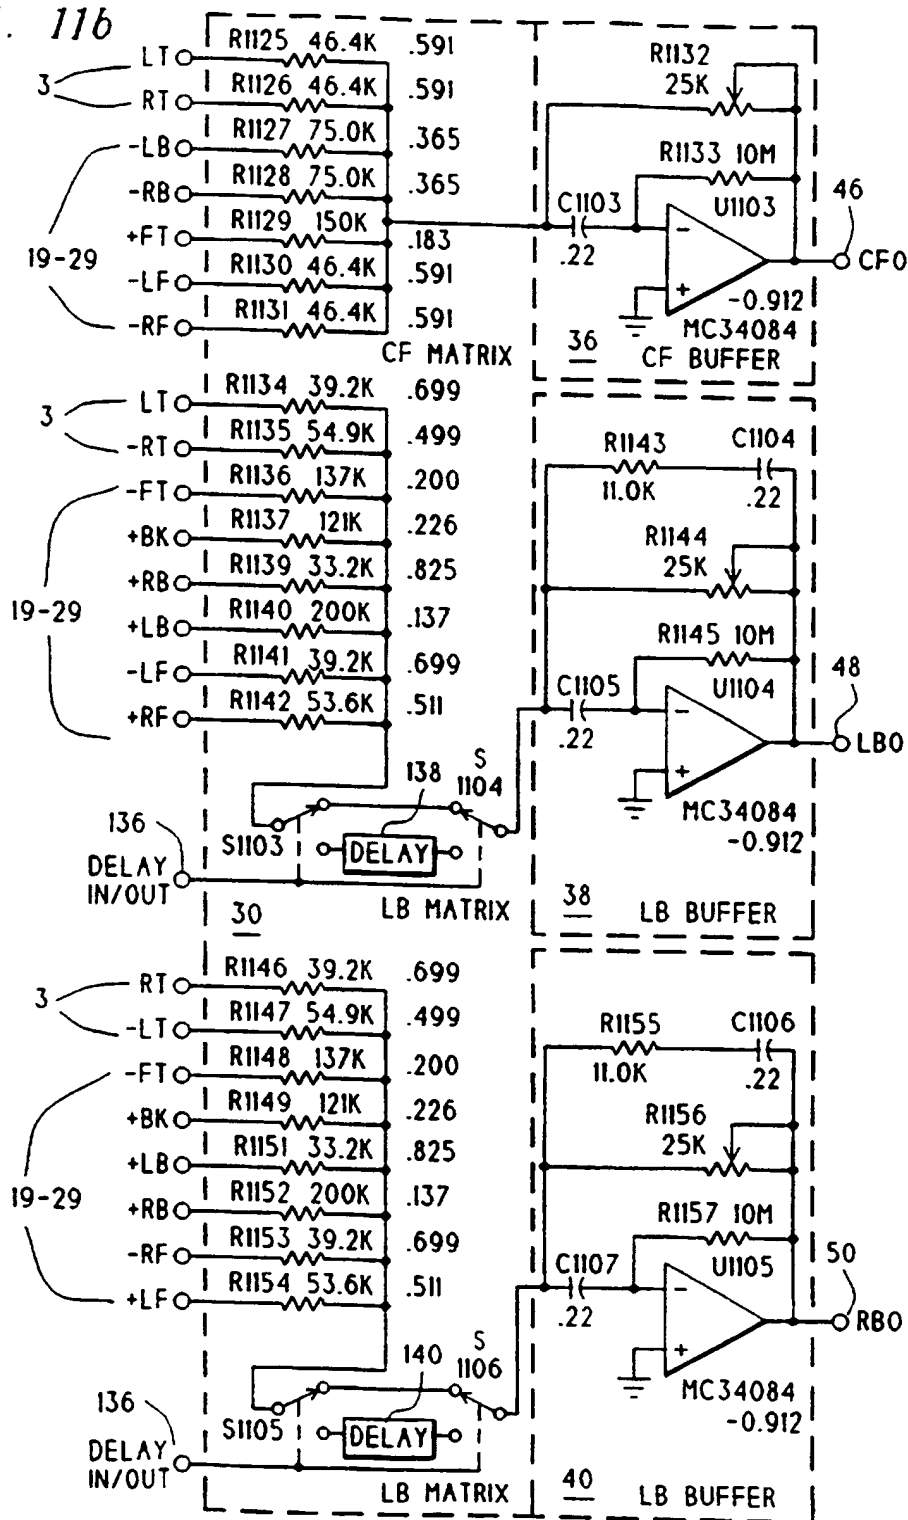 . 11b
LT R1125 46.4K .591
3
RT R1126 46.4K .591
-LB R1127 75.0K .365
-RB R1128 75.0K .365
+FT R1129 150K .183
19-29
-LF R1130 46.4K .591
-RF R1131 46.4K .591
CF MATRIX
R1132
25K
R1133 10M
C1103
.22
U1103
-
+
46
CFO
-0.912
MC34084
36 CF BUFFER
LT R1134 39.2K .699
3
-RT R1135 54.9K .499
-FT R1136 137K .200
+BK R1137 121K .226
+RB R1139 33.2K .825
19-29
+LB R1140 200K .137
-LF R1141 39.2K .699
+RF R1142 53.6K .511
R1143
11.0K
C1104
.22
R1144
25K
R1145 10M
C1105
.22
U1104
-
+
48
LBO
MC34084
-0.912
138
S
1104
136
S1103
DELAY
DELAY
IN/OUT
30
LB MATRIX
38 LB BUFFER
RT R1146 39.2K .699
3
-LT R1147 54.9K .499
-FT R1148 137K .200
+BK R1149 121K .226
+LB R1151 33.2K .825
19-29
+RB R1152 200K .137
-RF R1153 39.2K .699
+LF R1154 53.6K .511
R1155
11.0K
C1106
.22
R1156
25K
R1157 10M
C1107
.22
U1105
-
+
50
RBO
MC34084
-0.912
140
S
1106
136
S1105
DELAY
DELAY
IN/OUT
LB MATRIX
40 LB BUFFER